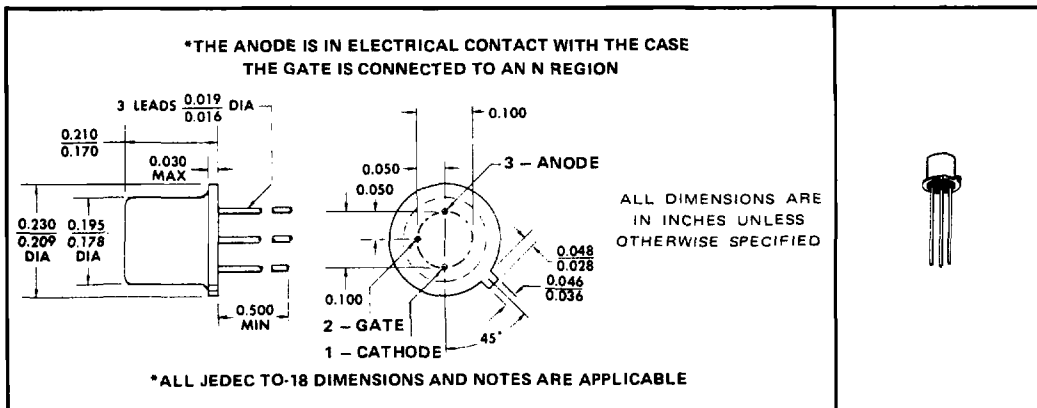 *THE ANODE IS IN ELECTRICAL CONTACT WITH THE CASE
THE GATE IS CONNECTED TO AN N REGION
3 LEADS 0.019 DIA
0.016
0.100
0.210
0.170
0.030
MAX
0.050
0.050
3 – ANODE
ALL DIMENSIONS ARE
IN INCHES UNLESS
OTHERWISE SPECIFIED
0.230
0.209
DIA
0.195
0.178
DIA
0.048
0.028
0.046
0.036
0.500
MIN
0.100
2 – GATE
1 – CATHODE
45°
*ALL JEDEC TO-18 DIMENSIONS AND NOTES ARE APPLICABLE